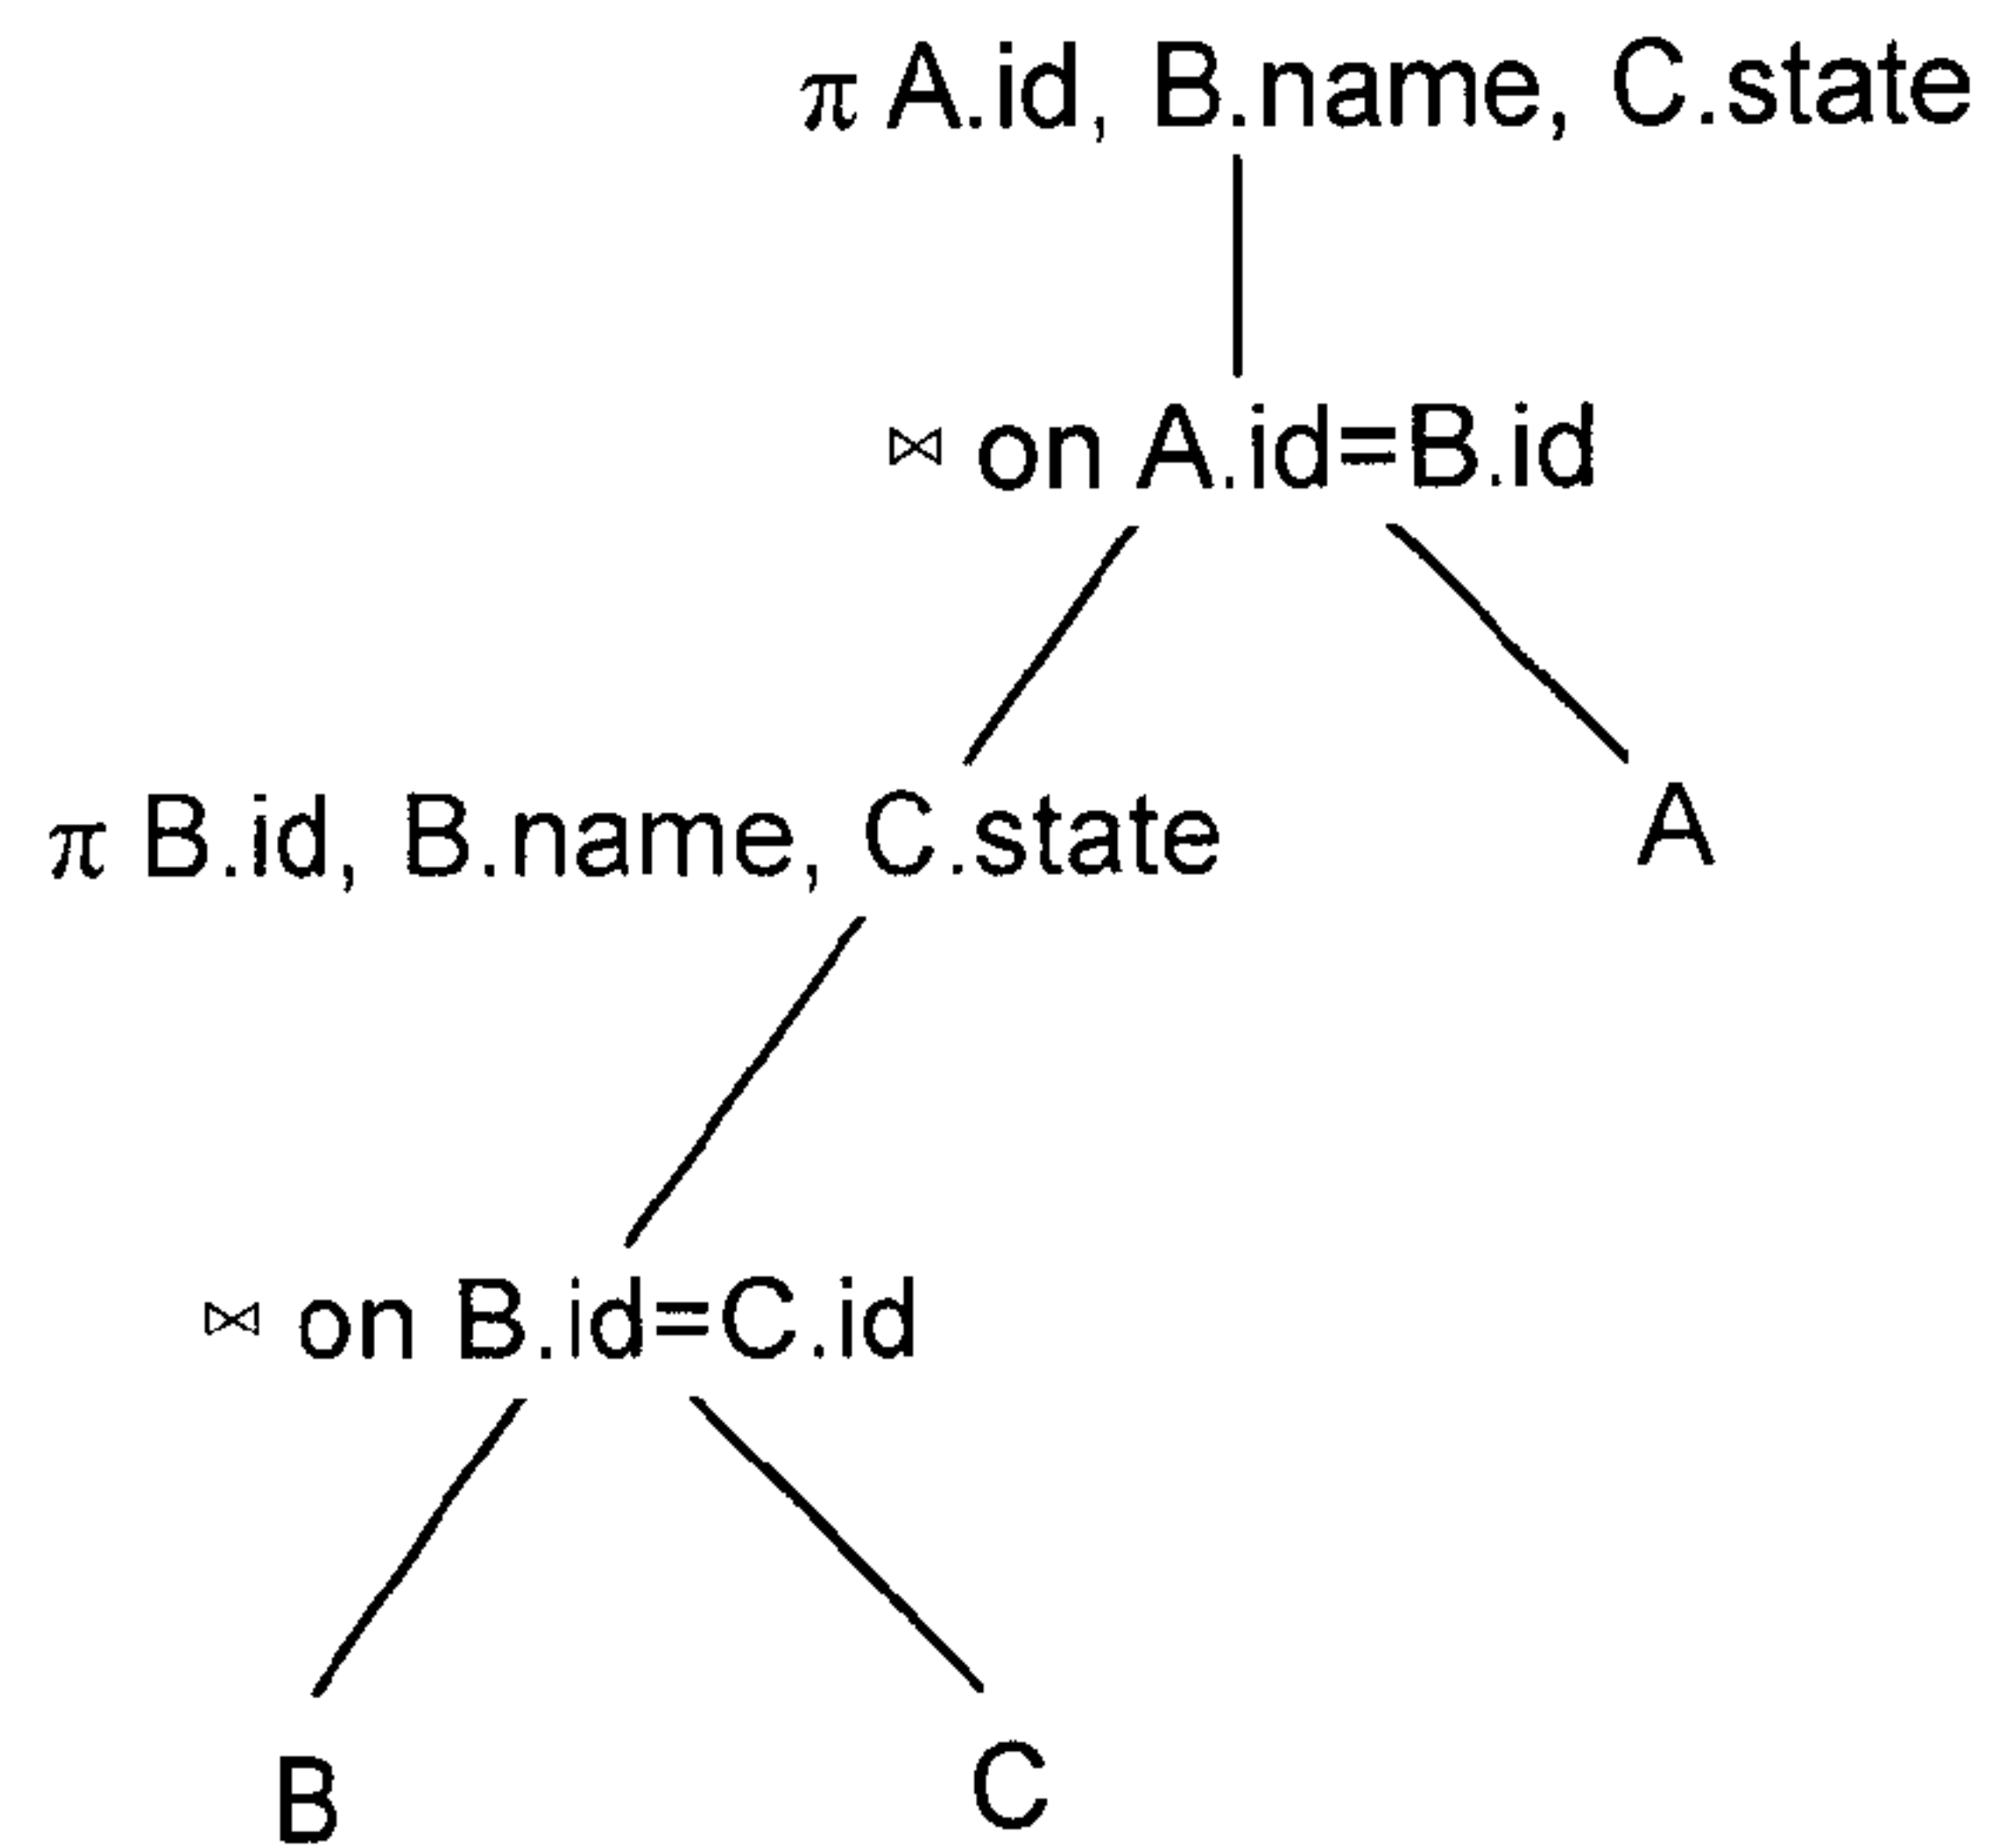 π A.id, B.name, C.state
⋈ on A.id=B.id
π B.id, B.name, C.state
A
⋈ on B.id=C.id
B
C